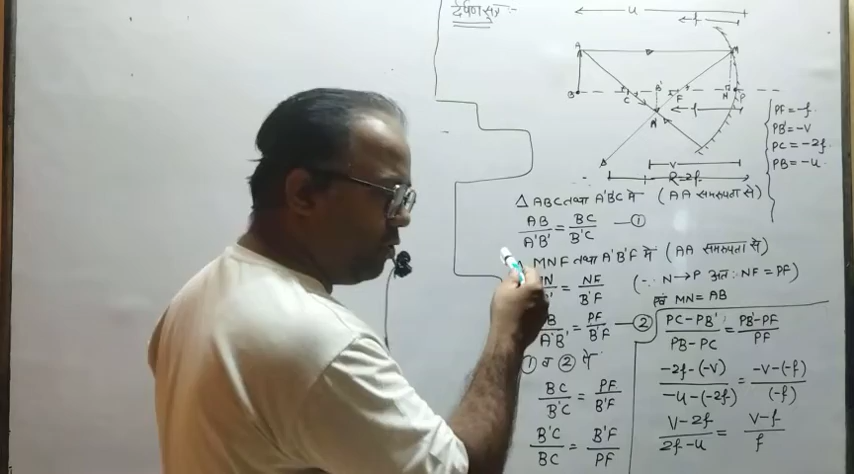 दर्पण सूत्र :-
u
f
A
M
B
C
B'
F
N
P
f
A'
v
R=2f
PF = -f
PB' = -v
PC = -2f
PB = -u
△ ABC तथा A'BC में (AA समरूपता से)
AB/A'B' = BC/B'C —①
MNF तथा A'B'F में (AA समरूपता से)
= NF/B'F (∵ N→P अतः NF = PF)
एवं MN = AB
A'B' = PF/B'F —②
① व ② से
BC/B'C = PF/B'F
B'C/BC = B'F/PF
PC-PB'/PB-PC = PB'-PF/PF
-2f-(-v)/-u-(-2f) = -v-(-f)/(-f)
v-2f/2f-u = v-f/f